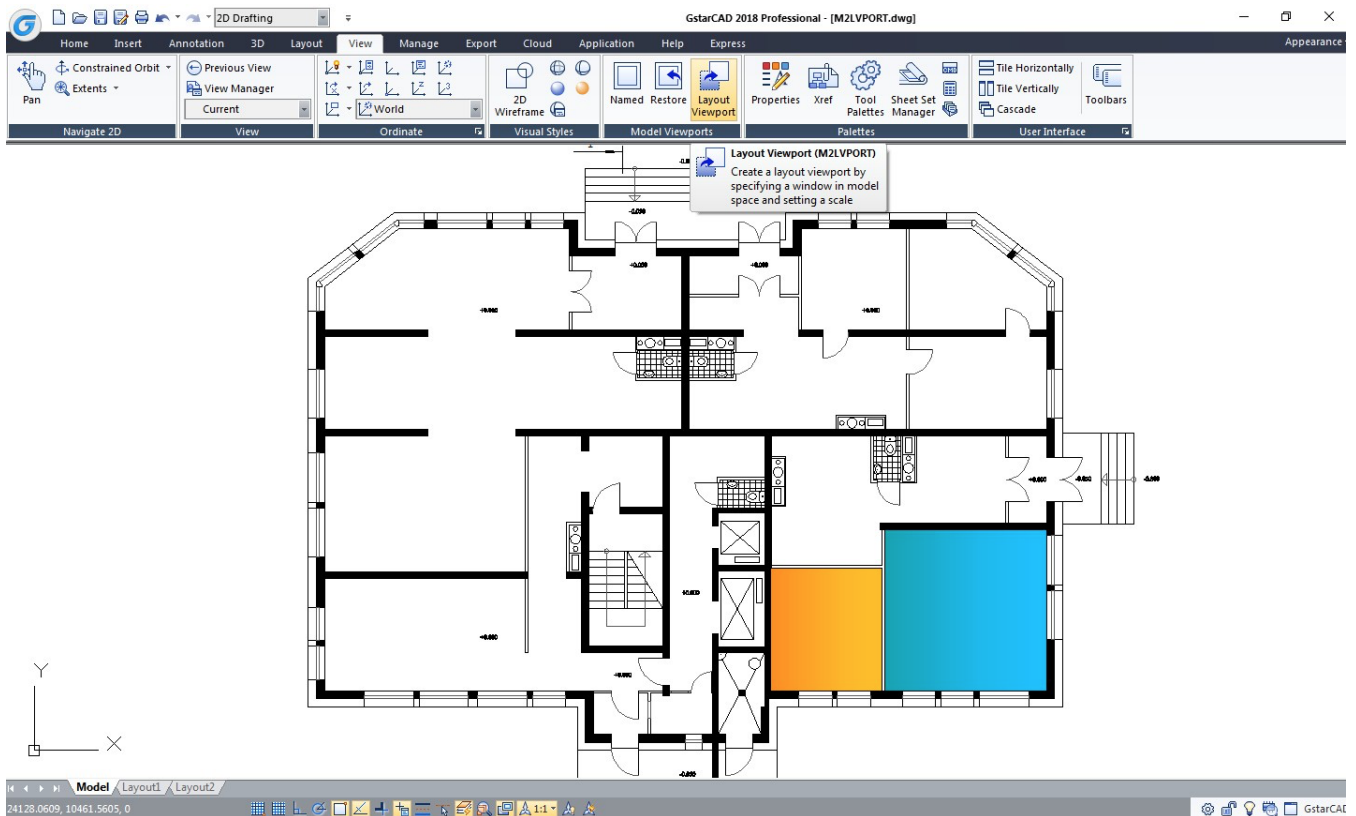 2D Drafting
GstarCAD 2018 Professional - [M2LVPORT.dwg]
Home Insert Annotation 3D Layout View Manage Export Cloud Application Help Express Appearance
Constrained Orbit
Extents
Pan
Navigate 2D
Previous View
View Manager
Current
View
World
Ordinate
2D
Wireframe
Visual Styles
Named Restore Layout
Viewport
Model Viewports
Properties Xref Tool
Palettes Sheet Set
Manager
Palettes
Tile Horizontally
Tile Vertically
Cascade
Toolbars
User Interface
Layout Viewport (M2LVPORT)
Create a layout viewport by
specifying a window in model
space and setting a scale
Y
X
Model Layout1 Layout2
24128.0609, 10461.5605, 0
1:1
GstarCAD